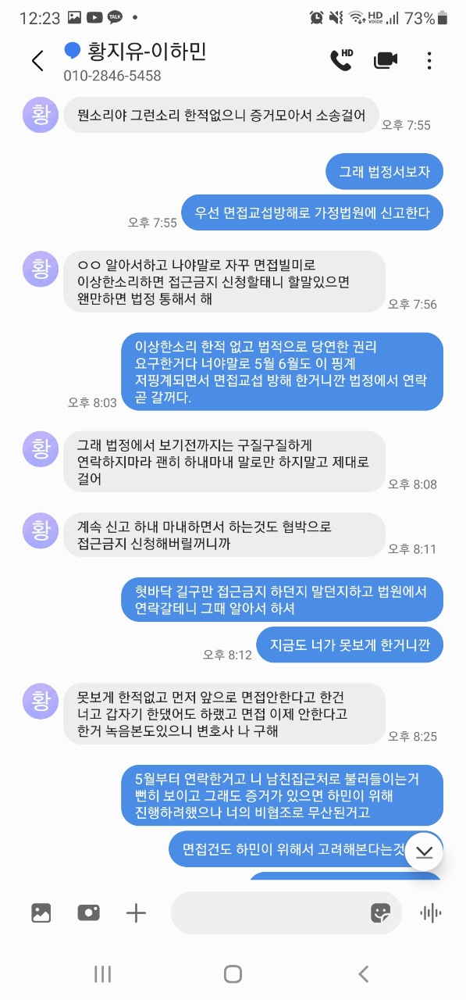 12:23
TALK
HD
voice
73%
황지유-이하민
010-2846-5458
HD
황
뭔소리야 그런소리 한적없으니 증거모아서 소송걸어
오후 7:55
그래 법정서보자
우선 면접교섭방해로 가정법원에 신고한다
오후 7:55
황
ㅇㅇ 알아서하고 나야말로 자꾸 면접빌미로
이상한소리하면 접근금지 신청할태니 할말있으면
왠만하면 법정 통해서 해
오후 7:56
이상한소리 한적 없고 법적으로 당연한 권리
요구한거다 너야말로 5월 6월도 이 핑계
저핑계되면서 면접교섭 방해 한거니깐 법정에서 연락
곧 갈꺼다.
오후 8:03
황
그래 법정에서 보기전까지는 구질구질하게
연락하지마라 괜히 하내마내 말로만 하지말고 제대로
걸어
오후 8:08
황
계속 신고 하내 마내하면서 하는것도 협박으로
접근금지 신청해버릴꺼니까
오후 8:11
혓바닥 길구만 접근금지 하던지 말던지하고 법원에서
연락갈테니 그때 알아서 하셔
지금도 너가 못보게 한거니깐
오후 8:12
황
못보게 한적없고 먼저 앞으로 면접안한다고 한건
너고 갑자기 한댔어도 하랬고 면접 이제 안한다고
한거 녹음본도있으니 변호사 나 구해
오후 8:25
5월부터 연락한거고 니 남친집근처로 불러들이는거
뻔히 보이고 그래도 증거가 있으면 하민이 위해
진행하려했으나 너의 비협조로 무산된거고
면접건도 하민이 위해서 고려해본다는것